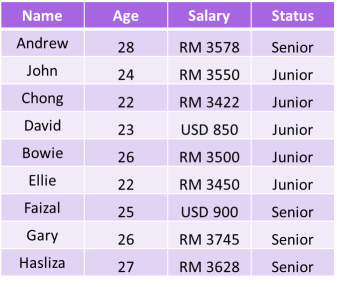 Name Age Salary Status
Andrew 28 RM 3578 Senior
John 24 RM 3550 Junior
Chong 22 RM 3422 Junior
David 23 USD 850 Junior
Bowie 26 RM 3500 Junior
Ellie 22 RM 3450 Junior
Faizal 25 USD 900 Senior
Gary 26 RM 3745 Senior
Hasliza 27 RM 3628 Senior